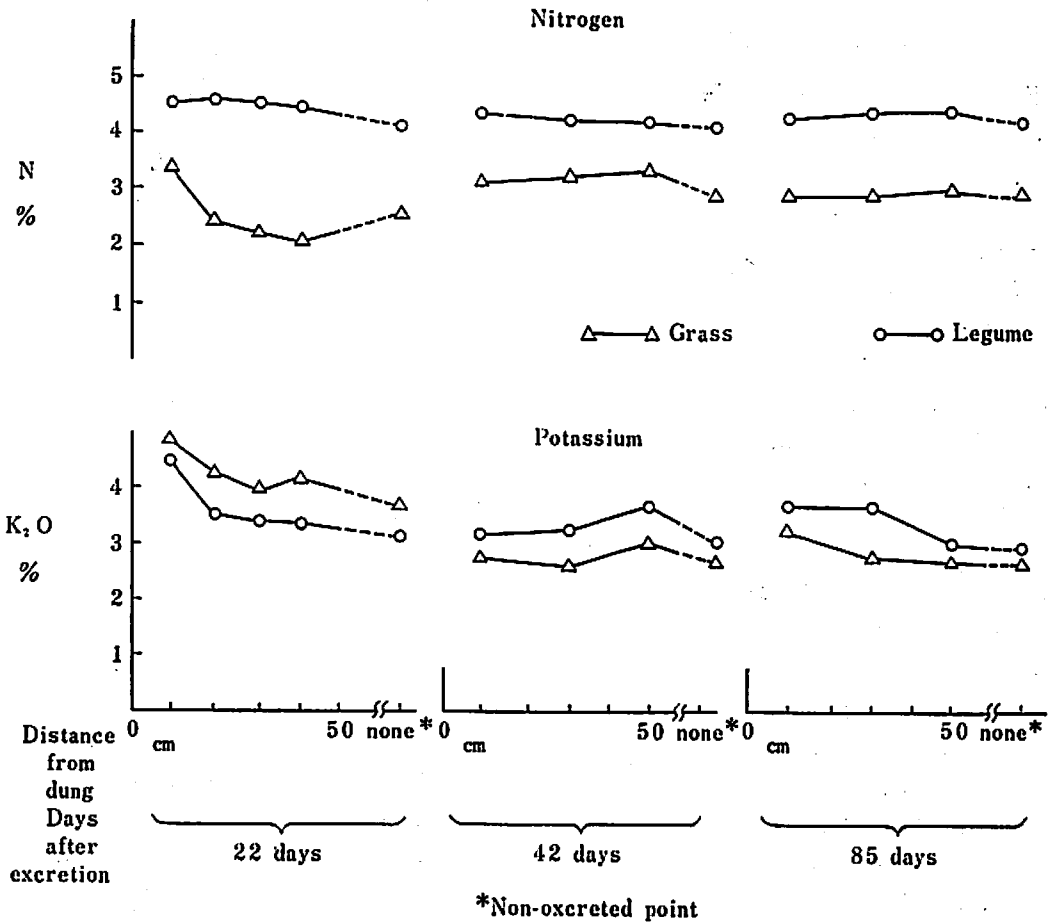 Nitrogen
5
4
3
2
1
N
%
Grass
Legume
Potassium
4
3
2
1
K₂O
%
0 50 none*
0 50 none*
0 50 none*
cm
cm
cm
Distance
from
dung
Days
after
excretion
22 days
42 days
85 days
*Non-oxcreted point